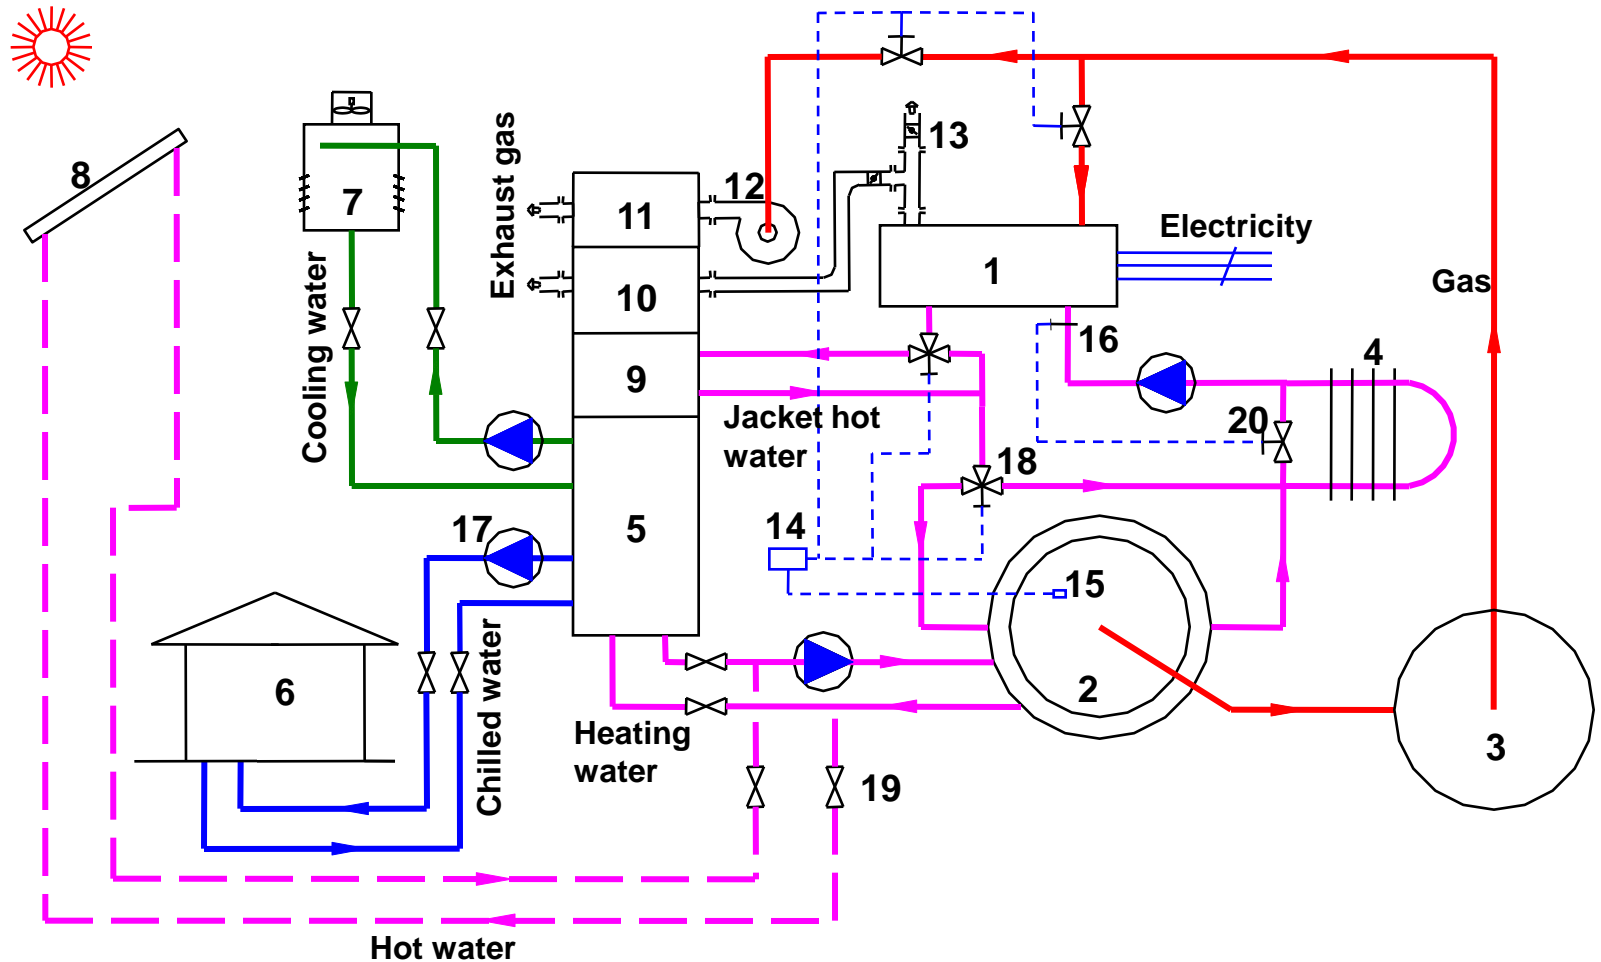 13
8
12
7
Exhaust gas
11
Electricity
1
Gas
10
Cooling water
16
4
9
Jacket hot
water
20
18
17
14
5
15
6
Chilled water
2
Heating
water
3
19
Hot water